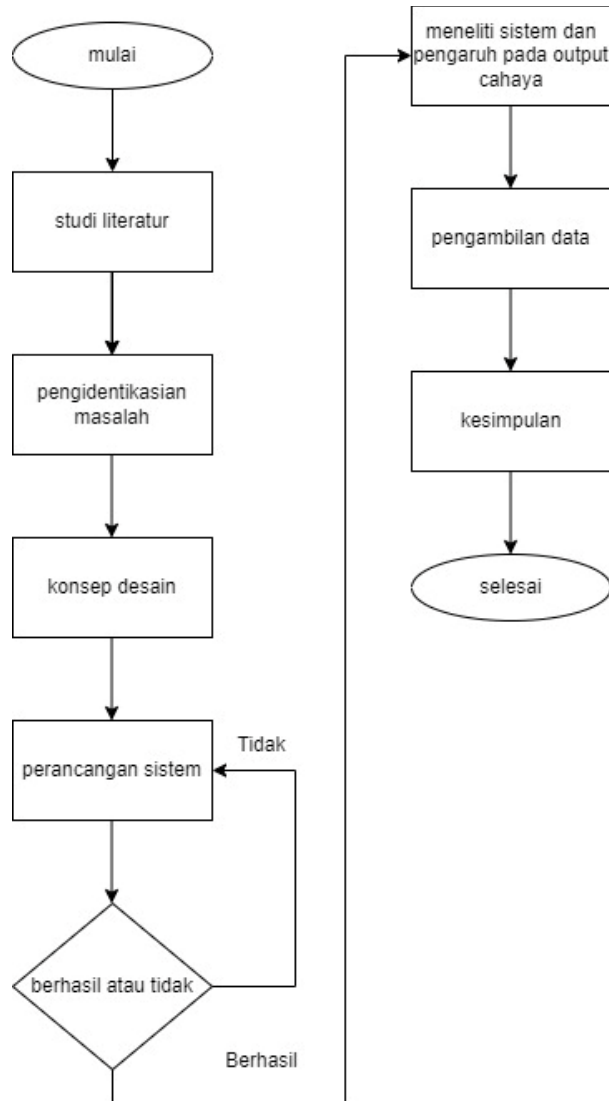 mulai
studi literatur
pengidentikasian
masalah
konsep desain
perancangan sistem
Tidak
berhasil atau tidak
Berhasil
meneliti sistem dan
pengaruh pada output
cahaya
pengambilan data
kesimpulan
selesai